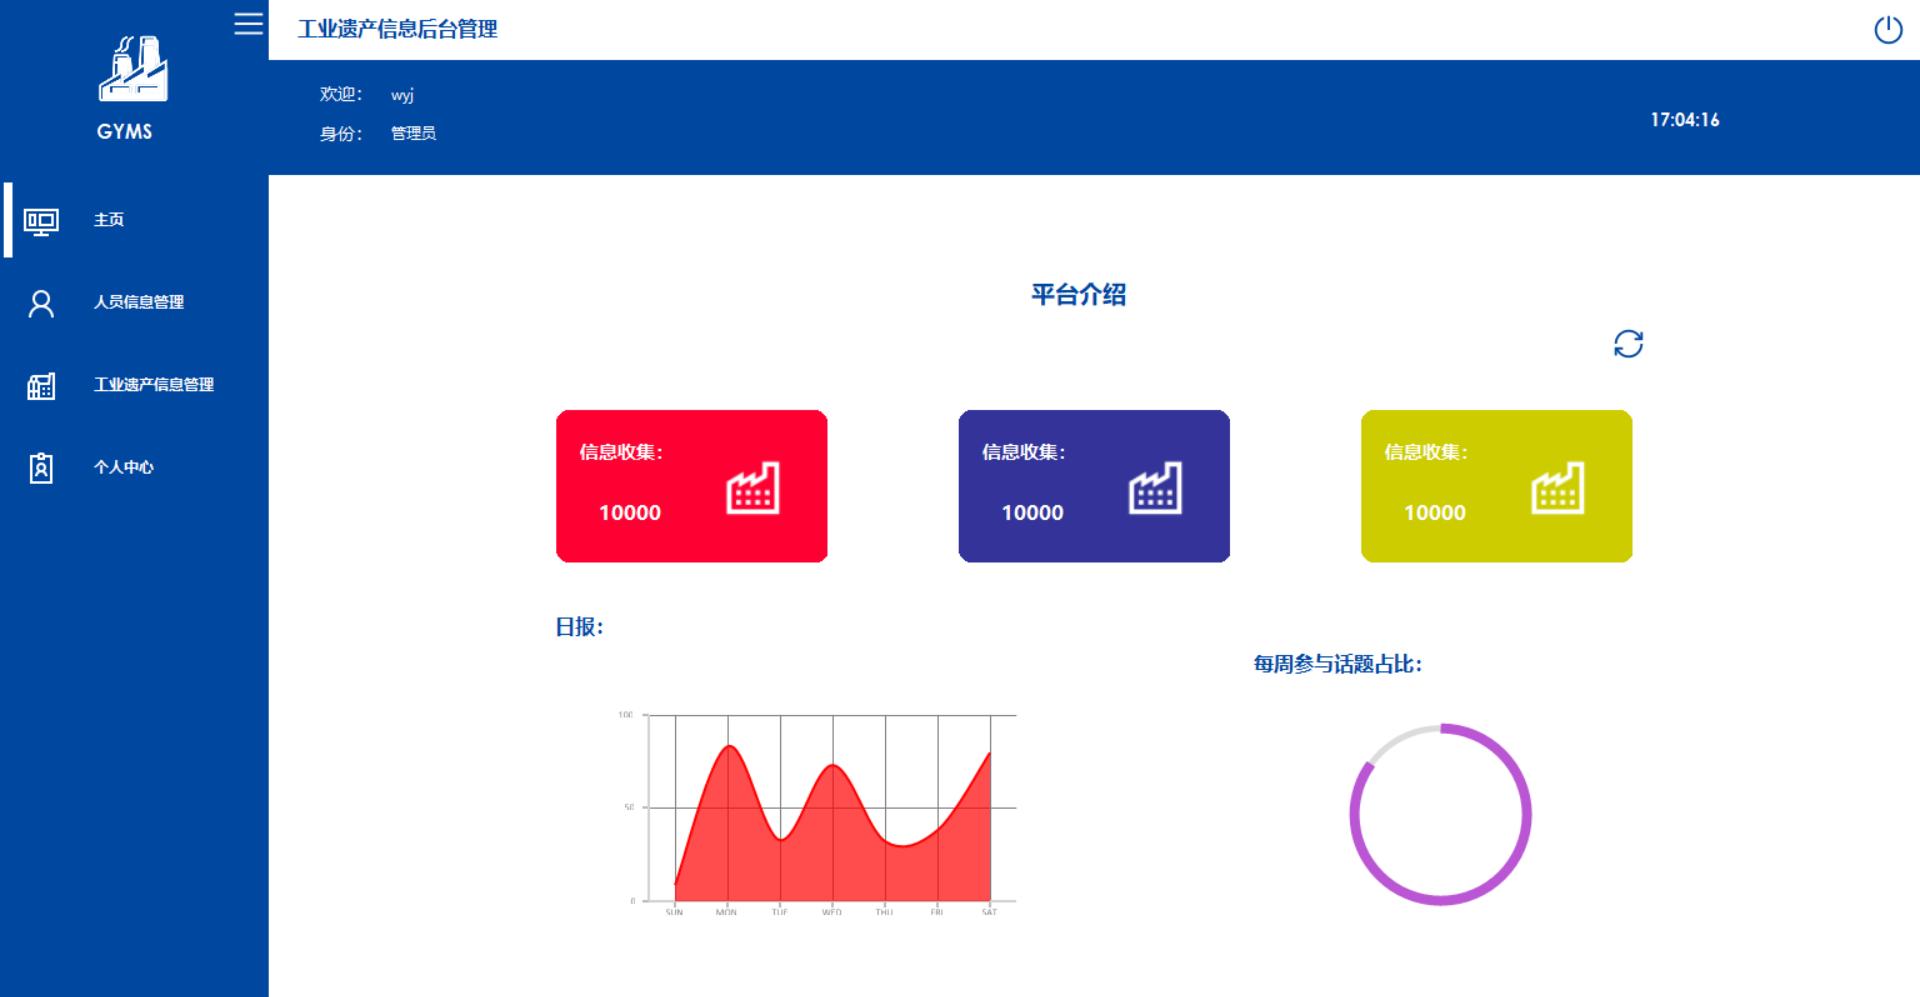 工业遗产信息后台管理
GYMS
欢迎： wyj
身份： 管理员
17:04:16
主页
人员信息管理
工业遗产信息管理
个人中心
平台介绍
信息收集：
10000
信息收集：
10000
信息收集：
10000
日报：
100
50
0
SUN MON TUE WED THU FRI SAT
每周参与话题占比：